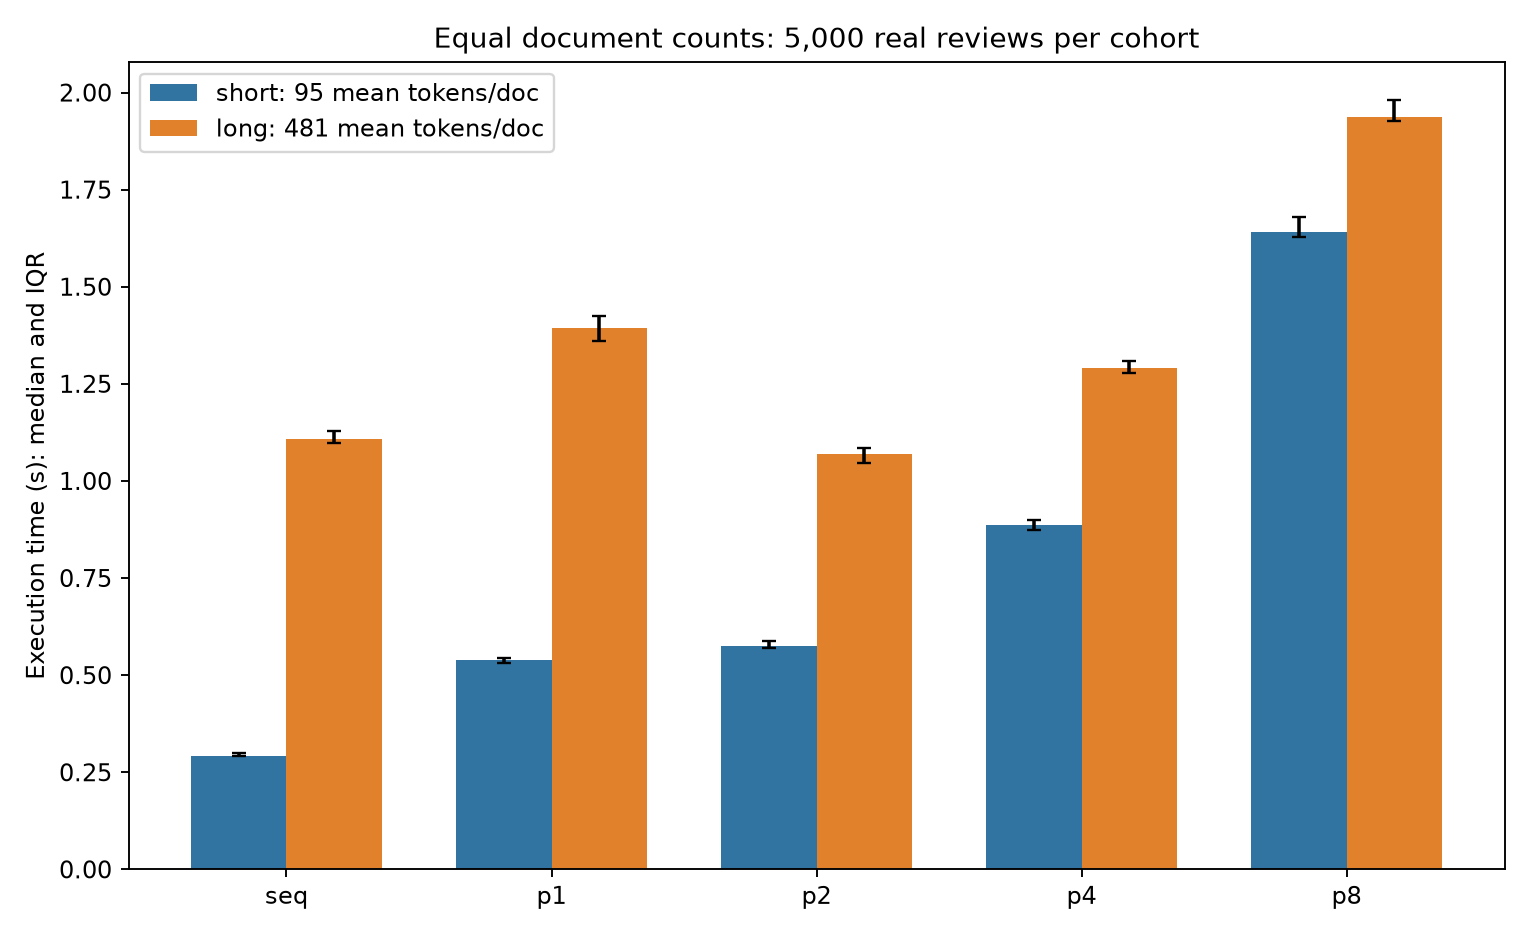 Equal document counts: 5,000 real reviews per cohort
short: 95 mean tokens/doc
long: 481 mean tokens/doc
Execution time (s): median and IQR
2.00
1.75
1.50
1.25
1.00
0.75
0.50
0.25
0.00
seq p1 p2 p4 p8